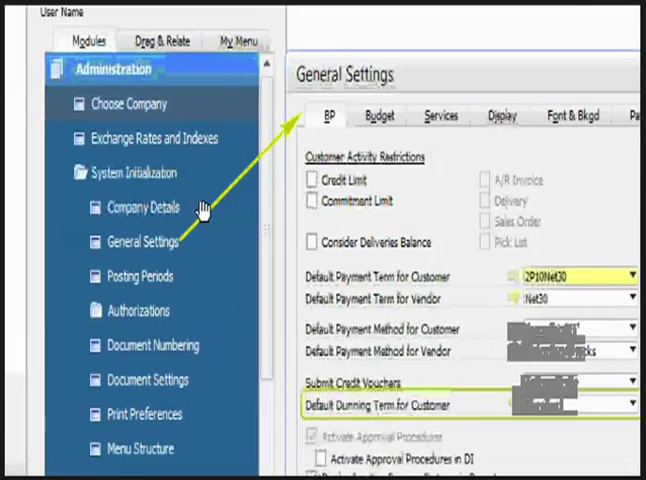 User Name
Modules
Drag & Relate
My Menu
Administration
Choose Company
Exchange Rates and Indexes
System Initialization
Company Details
General Settings
Posting Periods
Authorizations
Document Numbering
Document Settings
Print Preferences
Menu Structure
General Settings
BP
Budget
Services
Display
Font & Bkgd
Customer Activity Restrictions
Credit Limit
A/R Invoice
Commitment Limit
Delivery
Sales Order
Consider Deliveries Balance
Pick List
Default Payment Term for Customer
2P10Net30
Default Payment Term for Vendor
Net30
Default Payment Method for Customer
Default Payment Method for Vendor
Submit Credit Vouchers
Default Dunning Term for Customer
Activate Approval Procedures
Activate Approval Procedures in DI